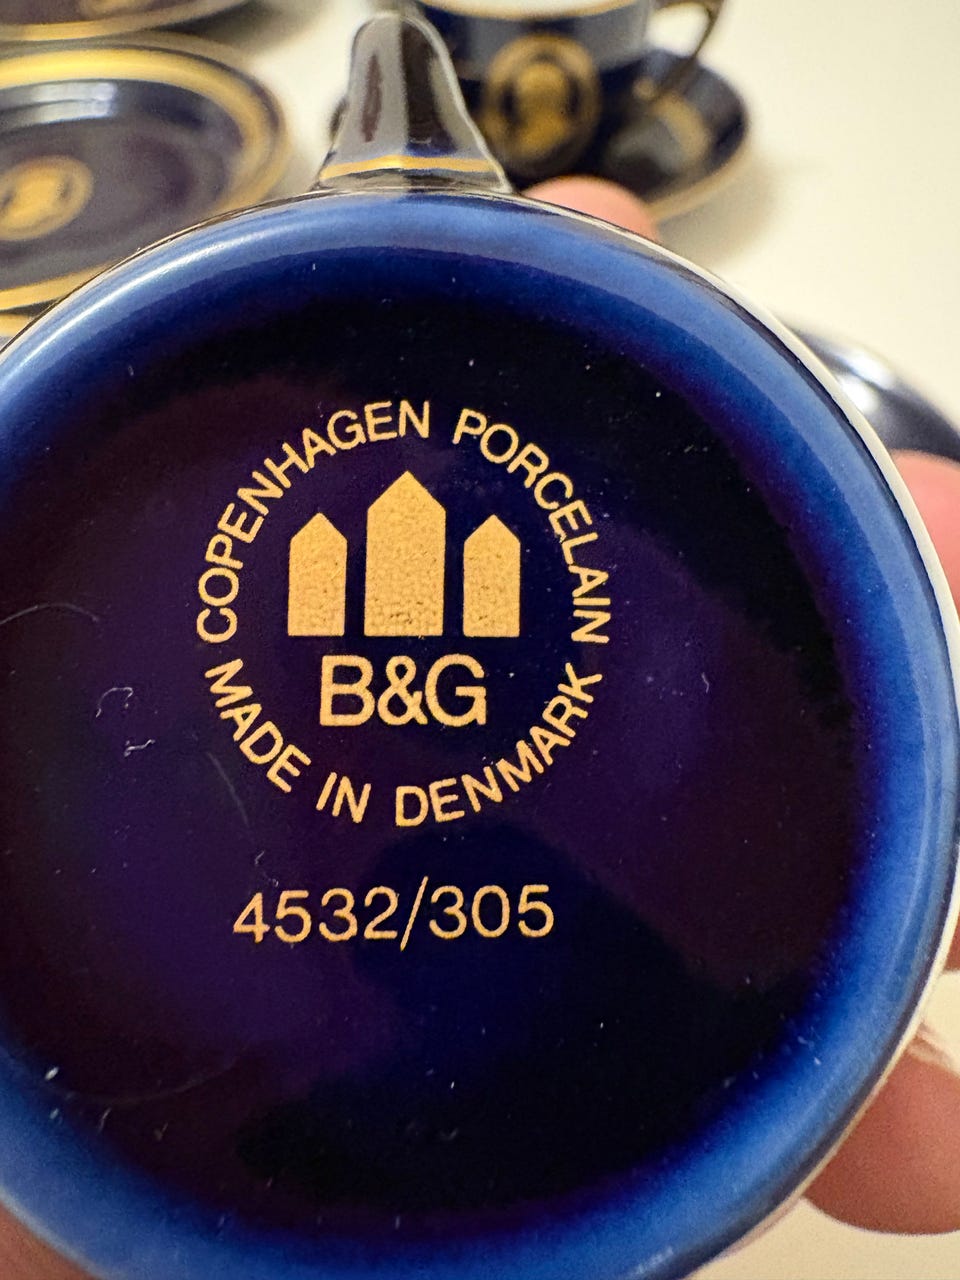 COPENHAGEN PORCELAIN
B&G
MADE IN DENMARK
4532/305